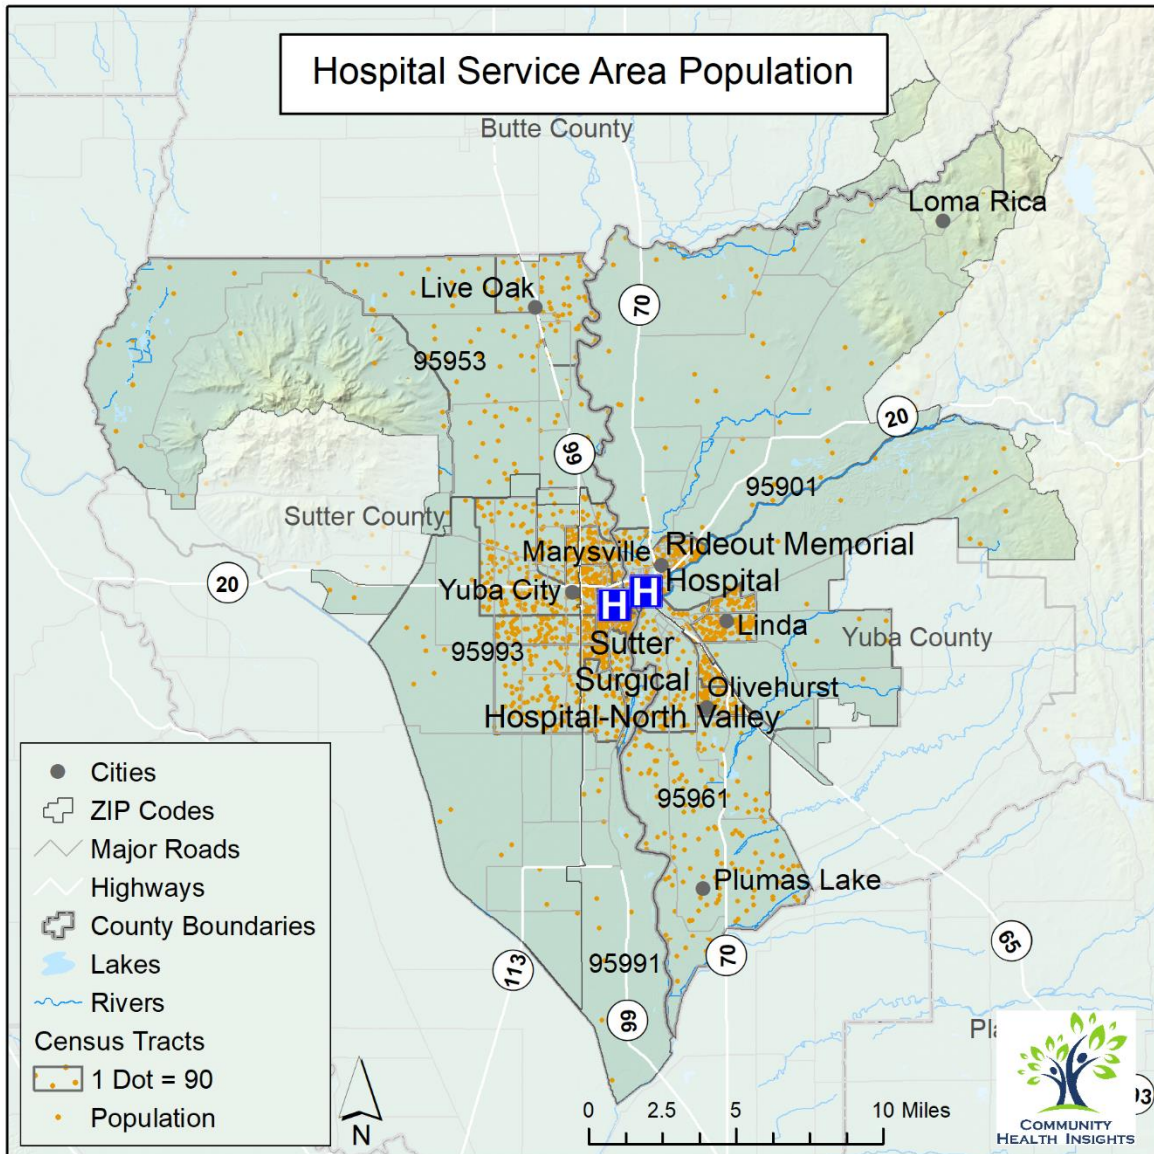 Hospital Service Area Population
Butte County
Loma Rica
70
Live Oak
95953
20
99
95901
Sutter County
Marysville
Rideout Memorial
Hospital
20
Yuba City
H
H
Linda
Yuba County
95993
Sutter
Surgical
Hospital-North Valley
Olivehurst
95961
Plumas Lake
65
70
113
95991
99
Cities
ZIP Codes
Major Roads
Highways
County Boundaries
Lakes
Rivers
Census Tracts
1 Dot = 90
Population
N
0 2.5 5 10 Miles
COMMUNITY
HEALTH INSIGHTS